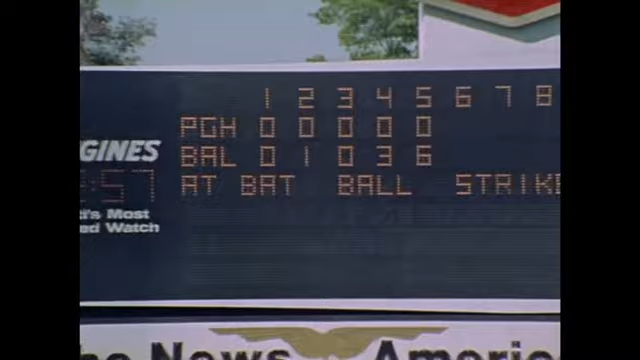 1 2 3 4 5 6 7 8
PGH 0 0 0 0 0
BAL 0 1 0 3 6
GINES
:57
AT BAT BALL STRIKE
d's Most
ed Watch
he News Americ